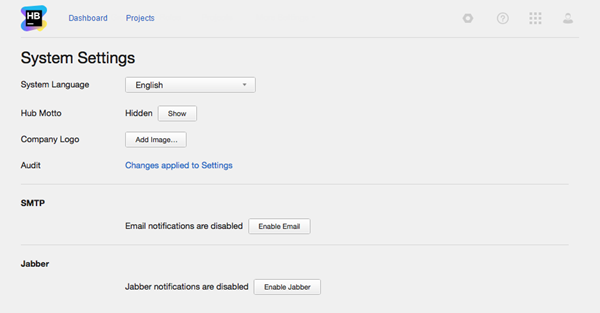 HB
Dashboard Projects ?
System Settings
System Language English
Hub Motto Hidden Show
Company Logo Add Image...
Audit Changes applied to Settings
SMTP
Email notifications are disabled Enable Email
Jabber
Jabber notifications are disabled Enable Jabber